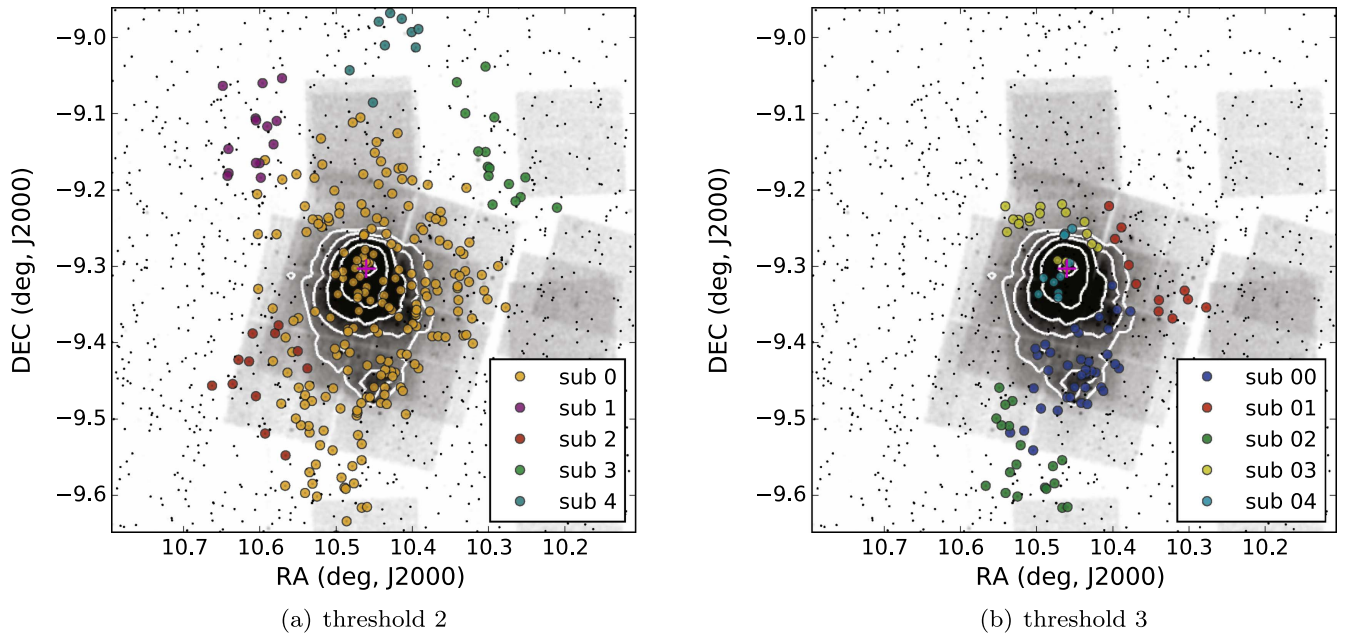 DEC (deg, J2000)
−9.0
−9.1
−9.2
−9.3
−9.4
−9.5
−9.6
sub 0
sub 1
sub 2
sub 3
sub 4
10.7 10.6 10.5 10.4 10.3 10.2
RA (deg, J2000)
(a) threshold 2
DEC (deg, J2000)
−9.0
−9.1
−9.2
−9.3
−9.4
−9.5
−9.6
sub 00
sub 01
sub 02
sub 03
sub 04
10.7 10.6 10.5 10.4 10.3 10.2
RA (deg, J2000)
(b) threshold 3